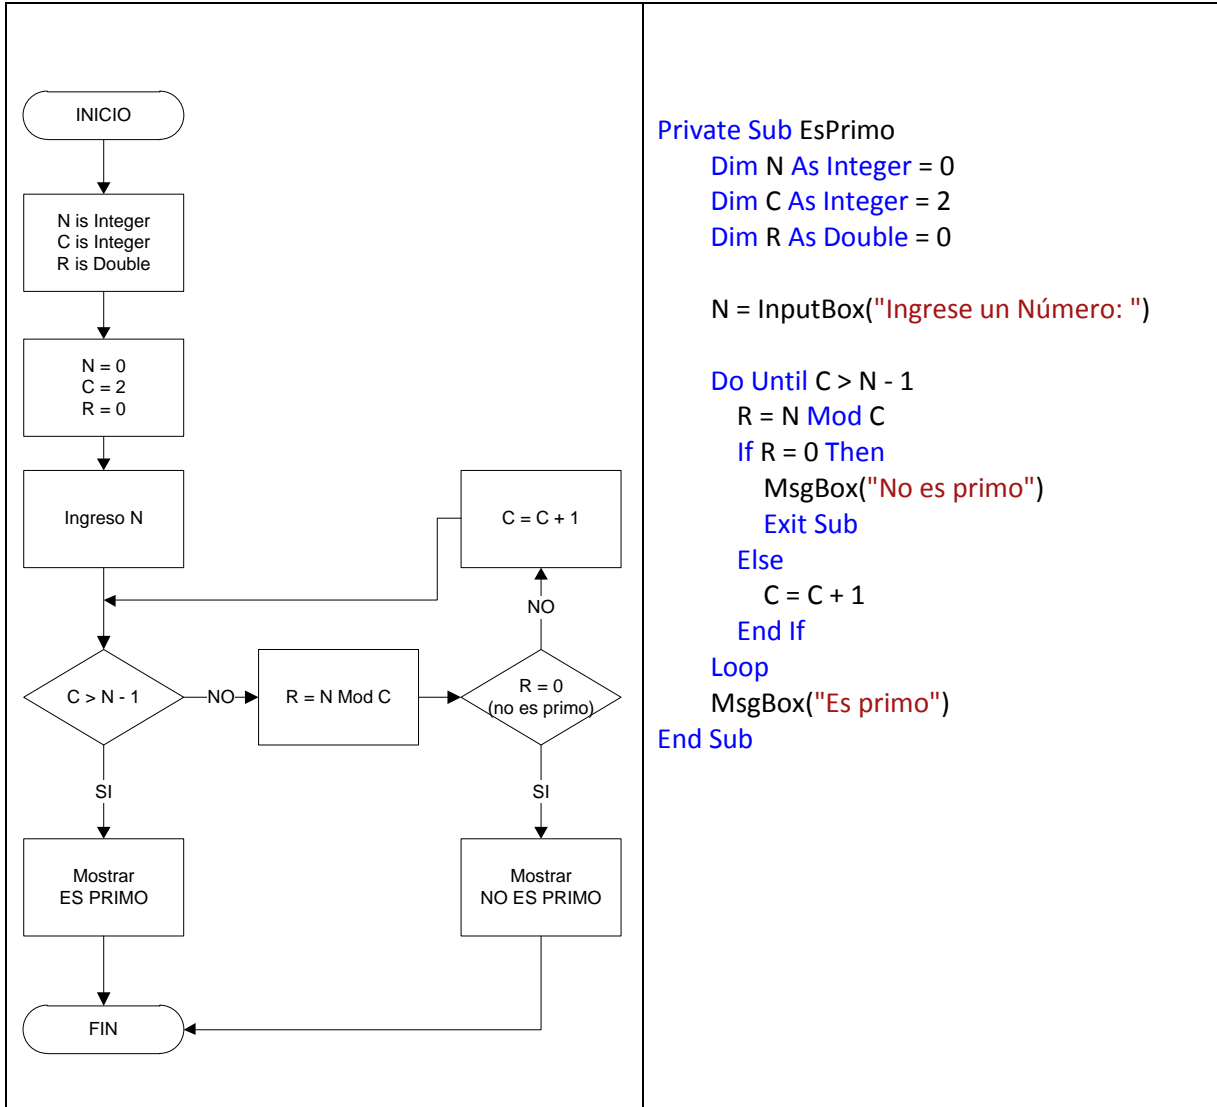 INICIO
N is Integer
C is Integer
R is Double
N = 0
C = 2
R = 0
Ingreso N
C = C + 1
NO
C > N - 1
NO
R = N Mod C
R = 0
(no es primo)
SI
SI
Mostrar
ES PRIMO
Mostrar
NO ES PRIMO
FIN
Private Sub EsPrimo
Dim N As Integer = 0
Dim C As Integer = 2
Dim R As Double = 0
N = InputBox("Ingrese un Número: ")
Do Until C > N - 1
R = N Mod C
If R = 0 Then
MsgBox("No es primo")
Exit Sub
Else
C = C + 1
End If
Loop
MsgBox("Es primo")
End Sub